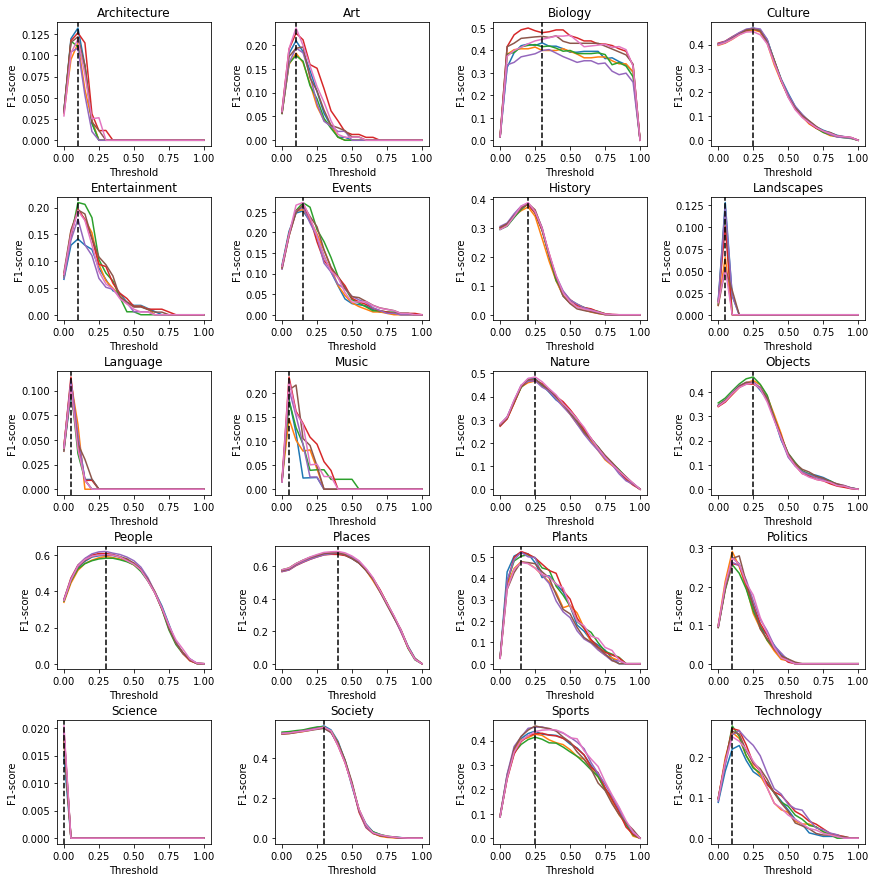 Architecture Art Biology Culture
F1-score 0.125 0.100 0.075 0.050 0.025 0.000
F1-score 0.20 0.15 0.10 0.05 0.00
F1-score 0.5 0.4 0.3 0.2 0.1 0.0
F1-score 0.4 0.2 0.0
0.00 0.25 0.50 0.75 1.00 0.00 0.25 0.50 0.75 1.00 0.00 0.25 0.50 0.75 1.00 0.00 0.25 0.50 0.75 1.00
Threshold Threshold Threshold Threshold
Entertainment Events History Landscapes
F1-score 0.20 0.15 0.10 0.05 0.00
F1-score 0.25 0.20 0.15 0.10 0.05 0.00
F1-score 0.4 0.3 0.2 0.1 0.0
F1-score 0.125 0.100 0.075 0.050 0.025 0.000
0.00 0.25 0.50 0.75 1.00 0.00 0.25 0.50 0.75 1.00 0.00 0.25 0.50 0.75 1.00 0.00 0.25 0.50 0.75 1.00
Threshold Threshold Threshold Threshold
Language Music Nature Objects
F1-score 0.100 0.075 0.050 0.025 0.000
F1-score 0.20 0.15 0.10 0.05 0.00
F1-score 0.5 0.4 0.3 0.2 0.1 0.0
F1-score 0.4 0.3 0.2 0.1 0.0
0.00 0.25 0.50 0.75 1.00 0.00 0.25 0.50 0.75 1.00 0.00 0.25 0.50 0.75 1.00 0.00 0.25 0.50 0.75 1.00
Threshold Threshold Threshold Threshold
People Places Plants Politics
F1-score 0.6 0.4 0.2 0.0
F1-score 0.6 0.4 0.2 0.0
F1-score 0.5 0.4 0.3 0.2 0.1 0.0
F1-score 0.3 0.2 0.1 0.0
0.00 0.25 0.50 0.75 1.00 0.00 0.25 0.50 0.75 1.00 0.00 0.25 0.50 0.75 1.00 0.00 0.25 0.50 0.75 1.00
Threshold Threshold Threshold Threshold
Science Society Sports Technology
F1-score 0.020 0.015 0.010 0.005 0.000
F1-score 0.4 0.2 0.0
F1-score 0.4 0.3 0.2 0.1 0.0
F1-score 0.2 0.1 0.0
0.00 0.25 0.50 0.75 1.00 0.00 0.25 0.50 0.75 1.00 0.00 0.25 0.50 0.75 1.00 0.00 0.25 0.50 0.75 1.00
Threshold Threshold Threshold Threshold